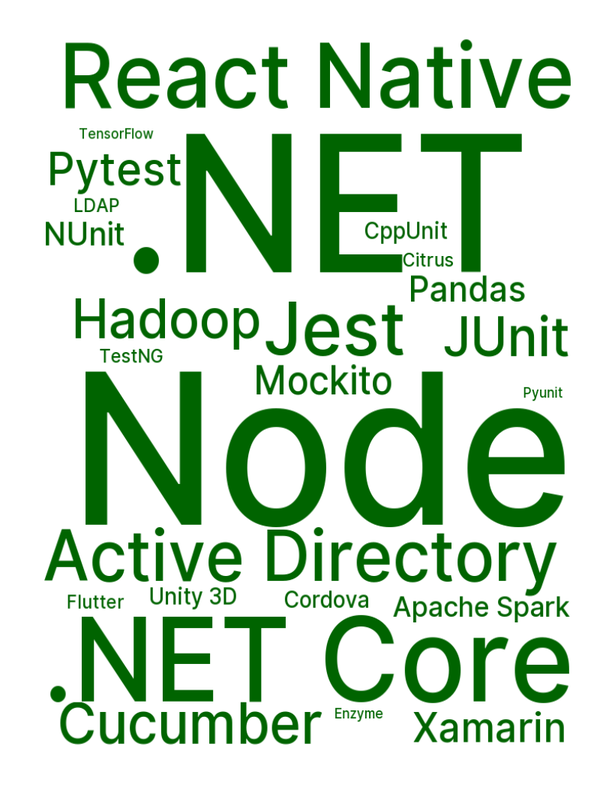 React Native
TensorFlow
.NET
Pytest
LDAP
NUnit
CppUnit
Citrus
Pandas
Hadoop
Jest
JUnit
TestNG
Mockito
Pyunit
Node
Active Directory
Flutter
Unity 3D
Cordova
Apache Spark
.NET Core
Cucumber
Enzyme
Xamarin